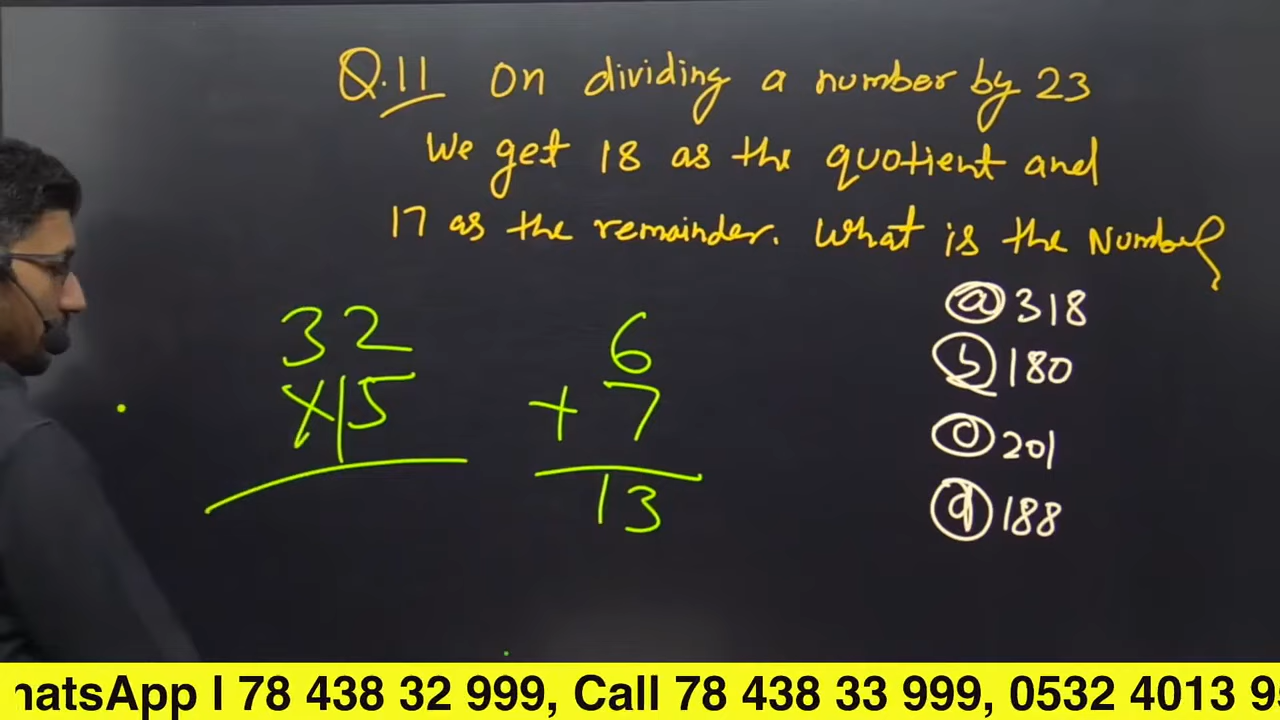 Q.11 On dividing a number by 23
We get 18 as the quotient and
17 as the remainder. What is the Number
a 318
b 180
c 201
d 188
32
×15
6
+ 7
13
hatsApp l 78 438 32 999, Call 78 438 33 999, 0532 4013 9